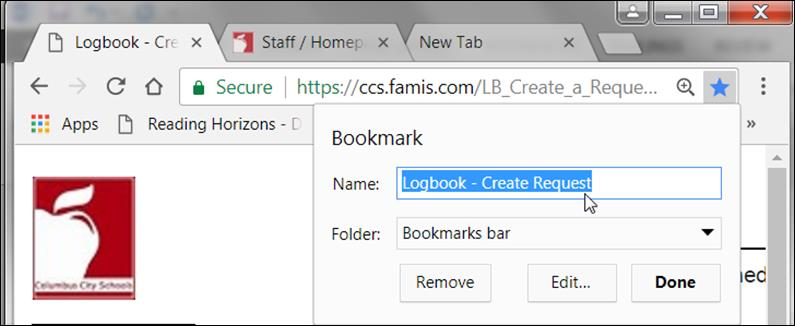 Logbook - Cre
Staff / Homep
New Tab
Secure
https://ccs.famis.com/LB_Create_a_Reque...
Apps
Reading Horizons - D
»
Bookmark
Name: Logbook - Create Request
Folder: Bookmarks bar
Remove
Edit...
Done
Columbus City Schools
ned